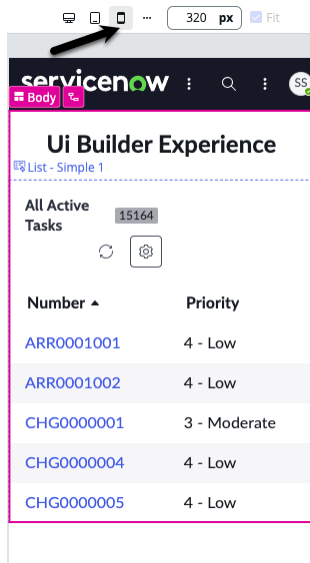 320 px Fit
servicenow SS
Body
Ui Builder Experience
List - Simple 1
All Active
Tasks
15164
Number Priority
ARR0001001 4 - Low
ARR0001002 4 - Low
CHG0000001 3 - Moderate
CHG0000004 4 - Low
CHG0000005 4 - Low